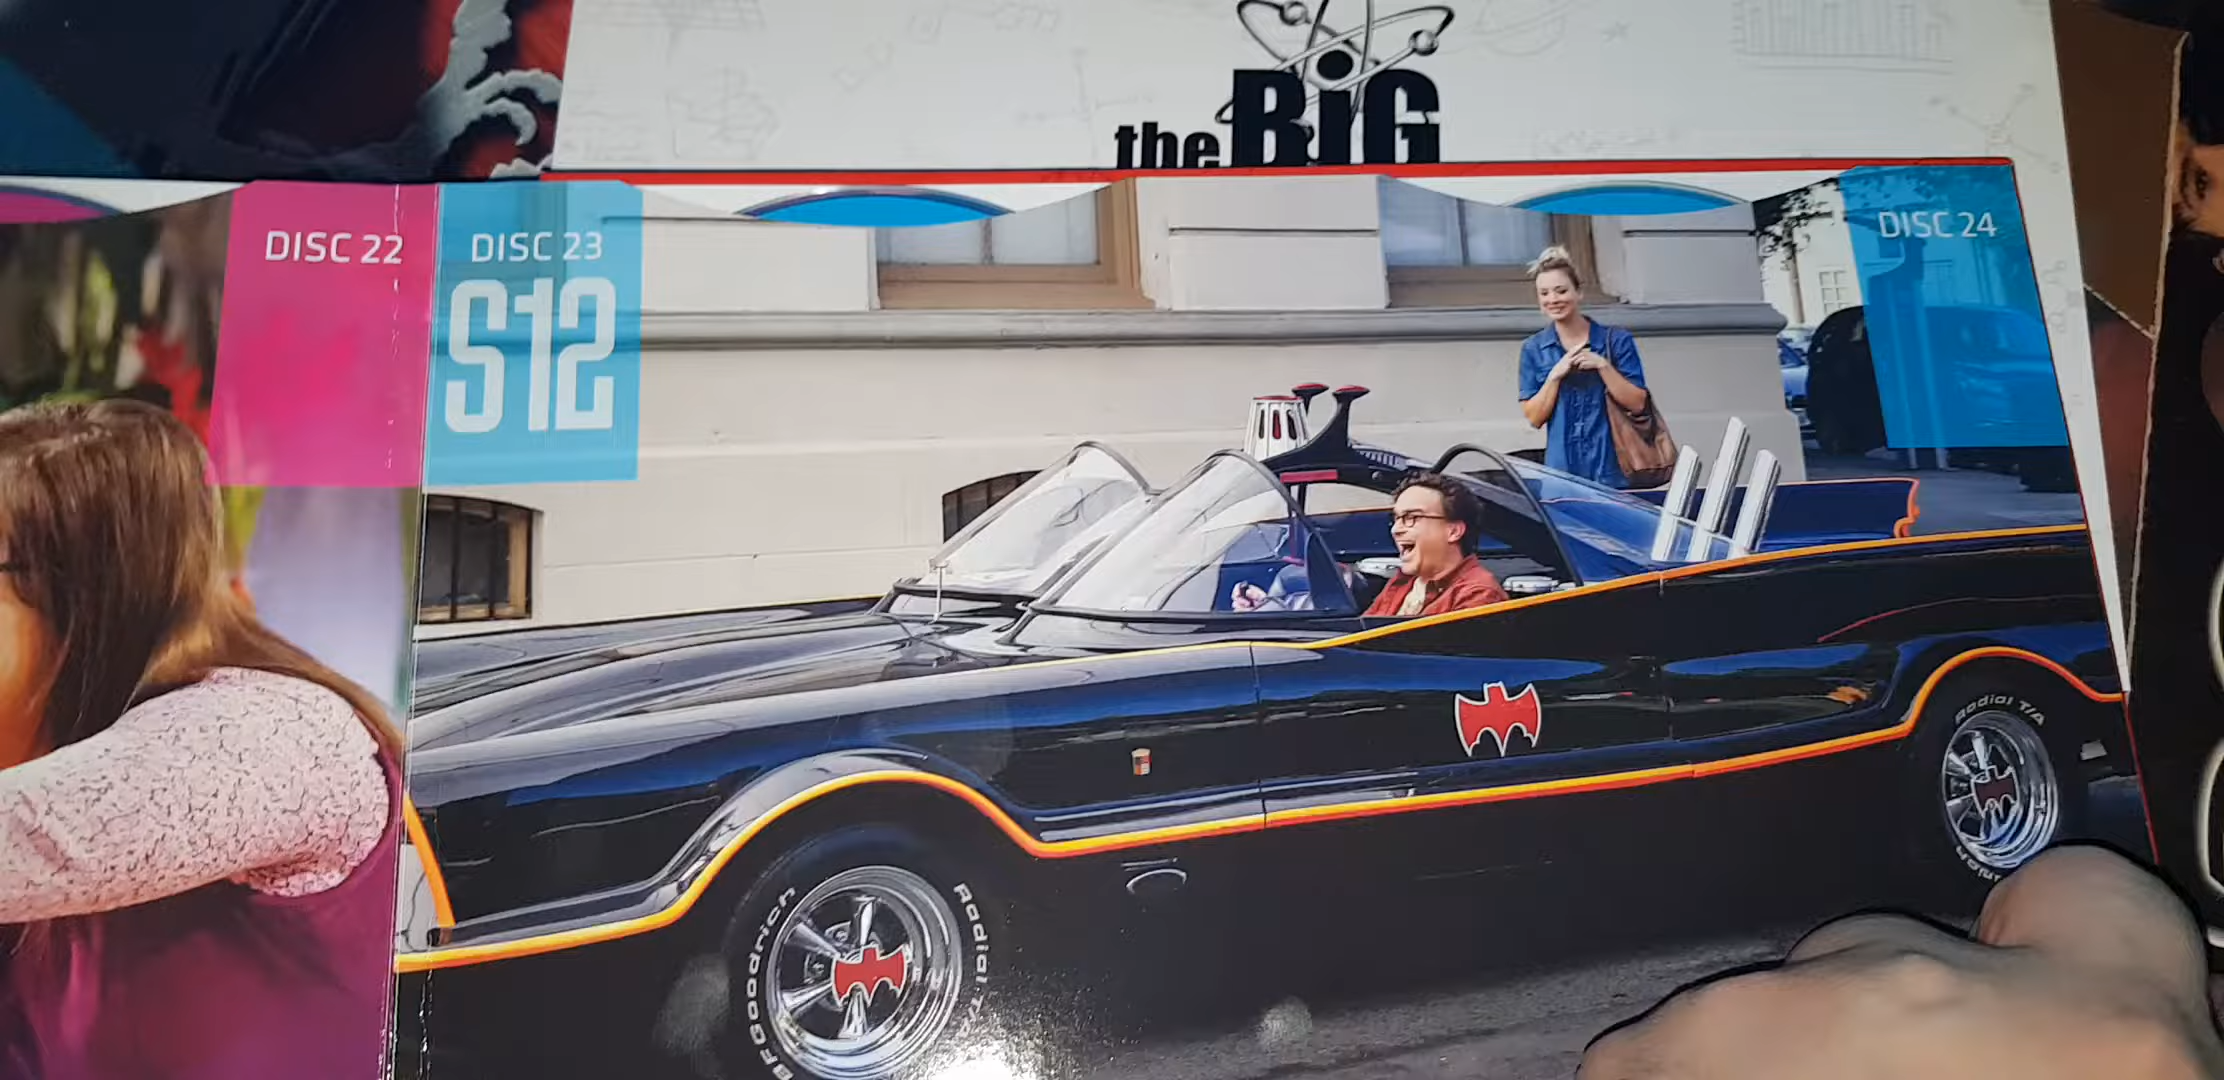 the BiG
DISC 22
DISC 23
S12
DISC 24
BFGoodrich
Radial T/A
Radial T/A